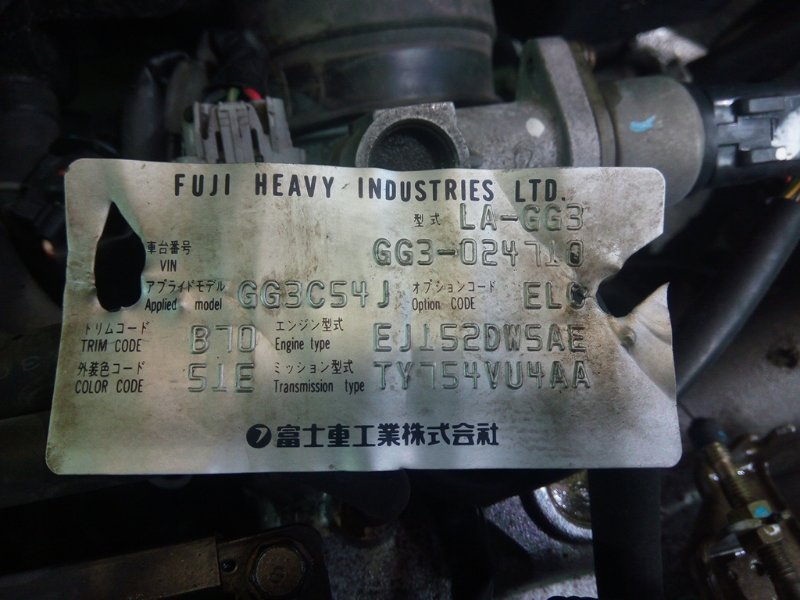 FUJI HEAVY INDUSTRIES LTD.
型式 LA-GG3
車台番号 VIN GG3-024710
アプライドモデル Applied model GG3C54J オプションコード Option CODE ELC
トリムコード TRIM CODE B70 エンジン型式 Engine type EJ152DW5AE
外装色コード COLOR CODE 51E ミッション型式 Transmission type TY754VU4AA
富士重工業株式会社